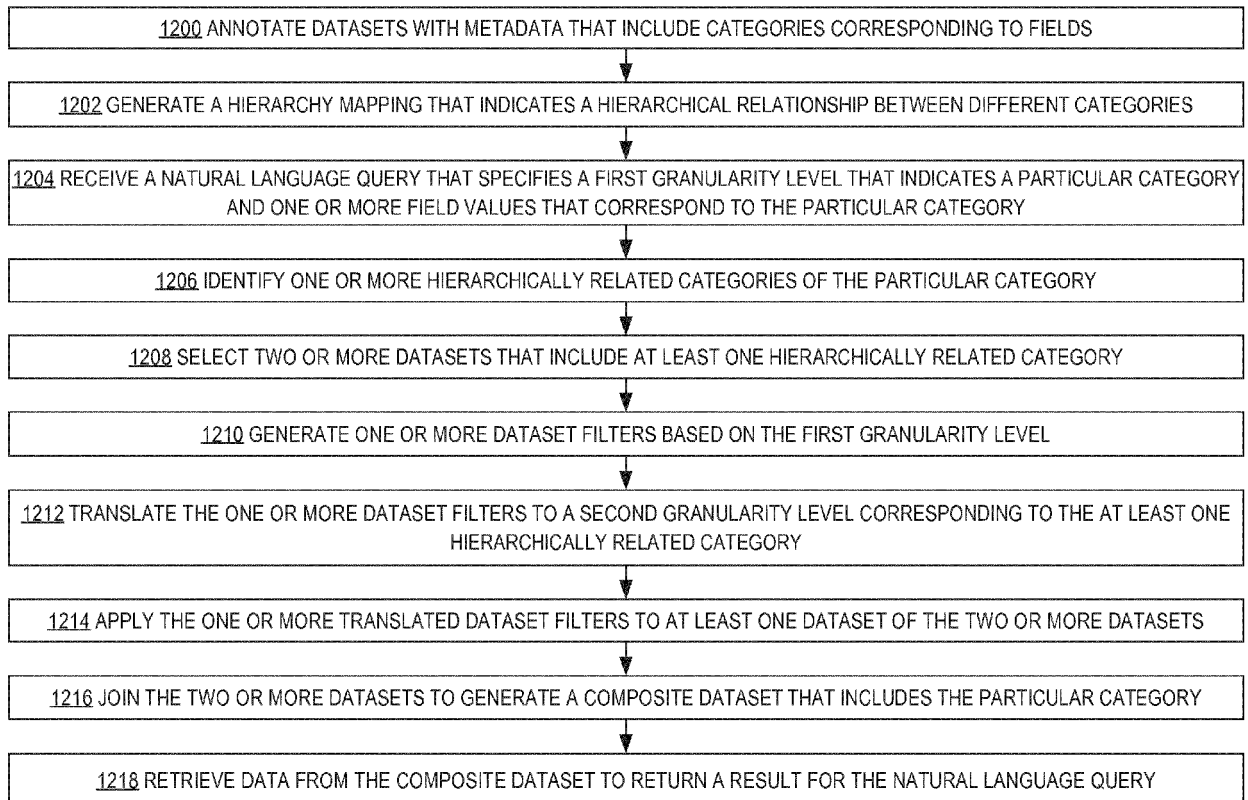 1200 ANNOTATE DATASETS WITH METADATA THAT INCLUDE CATEGORIES CORRESPONDING TO FIELDS
1202 GENERATE A HIERARCHY MAPPING THAT INDICATES A HIERARCHICAL RELATIONSHIP BETWEEN DIFFERENT CATEGORIES
1204 RECEIVE A NATURAL LANGUAGE QUERY THAT SPECIFIES A FIRST GRANULARITY LEVEL THAT INDICATES A PARTICULAR CATEGORY
AND ONE OR MORE FIELD VALUES THAT CORRESPOND TO THE PARTICULAR CATEGORY
1206 IDENTIFY ONE OR MORE HIERARCHICALLY RELATED CATEGORIES OF THE PARTICULAR CATEGORY
1208 SELECT TWO OR MORE DATASETS THAT INCLUDE AT LEAST ONE HIERARCHICALLY RELATED CATEGORY
1210 GENERATE ONE OR MORE DATASET FILTERS BASED ON THE FIRST GRANULARITY LEVEL.
1212 TRANSLATE THE ONE OR MORE DATASET FILTERS TO A SECOND GRANULARITY LEVEL CORRESPONDING TO THE AT LEAST ONE
HIERARCHICALLY RELATED CATEGORY
1214 APPLY THE ONE OR MORE TRANSLATED DATASET FILTERS TO AT LEAST ONE DATASET OF THE TWO OR MORE DATASETS
1216 JOIN THE TWO OR MORE DATASETS TO GENERATE A COMPOSITE DATASET THAT INCLUDES THE PARTICULAR CATEGORY
1218 RETRIEVE DATA FROM THE COMPOSITE DATASET TO RETURN A RESULT FOR THE NATURAL LANGUAGE QUERY